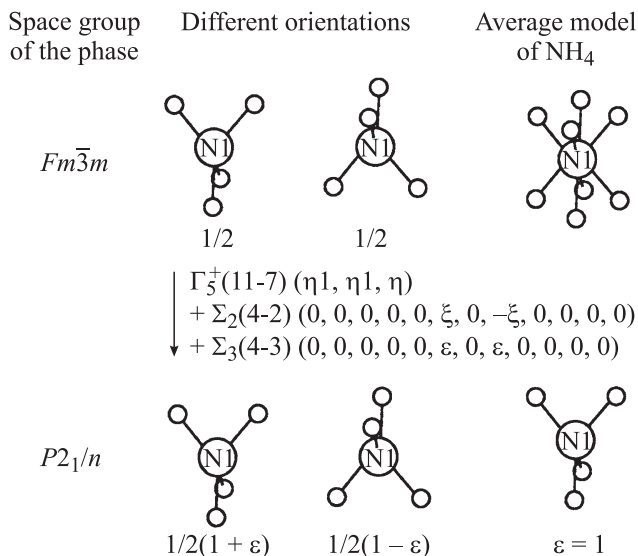 Space group of the phase
Different orientations
Average model of NH₄
Fm3̅m
N1
N1
N1
1/2
1/2
Γ₅⁺(11-7) (η1, η1, η)
+ Σ₂(4-2) (0, 0, 0, 0, 0, ξ, 0, –ξ, 0, 0, 0, 0)
+ Σ₃(4-3) (0, 0, 0, 0, 0, ε, 0, ε, 0, 0, 0, 0)
P2₁/n
N1
N1
N1
1/2(1 + ε)
1/2(1 – ε)
ε = 1